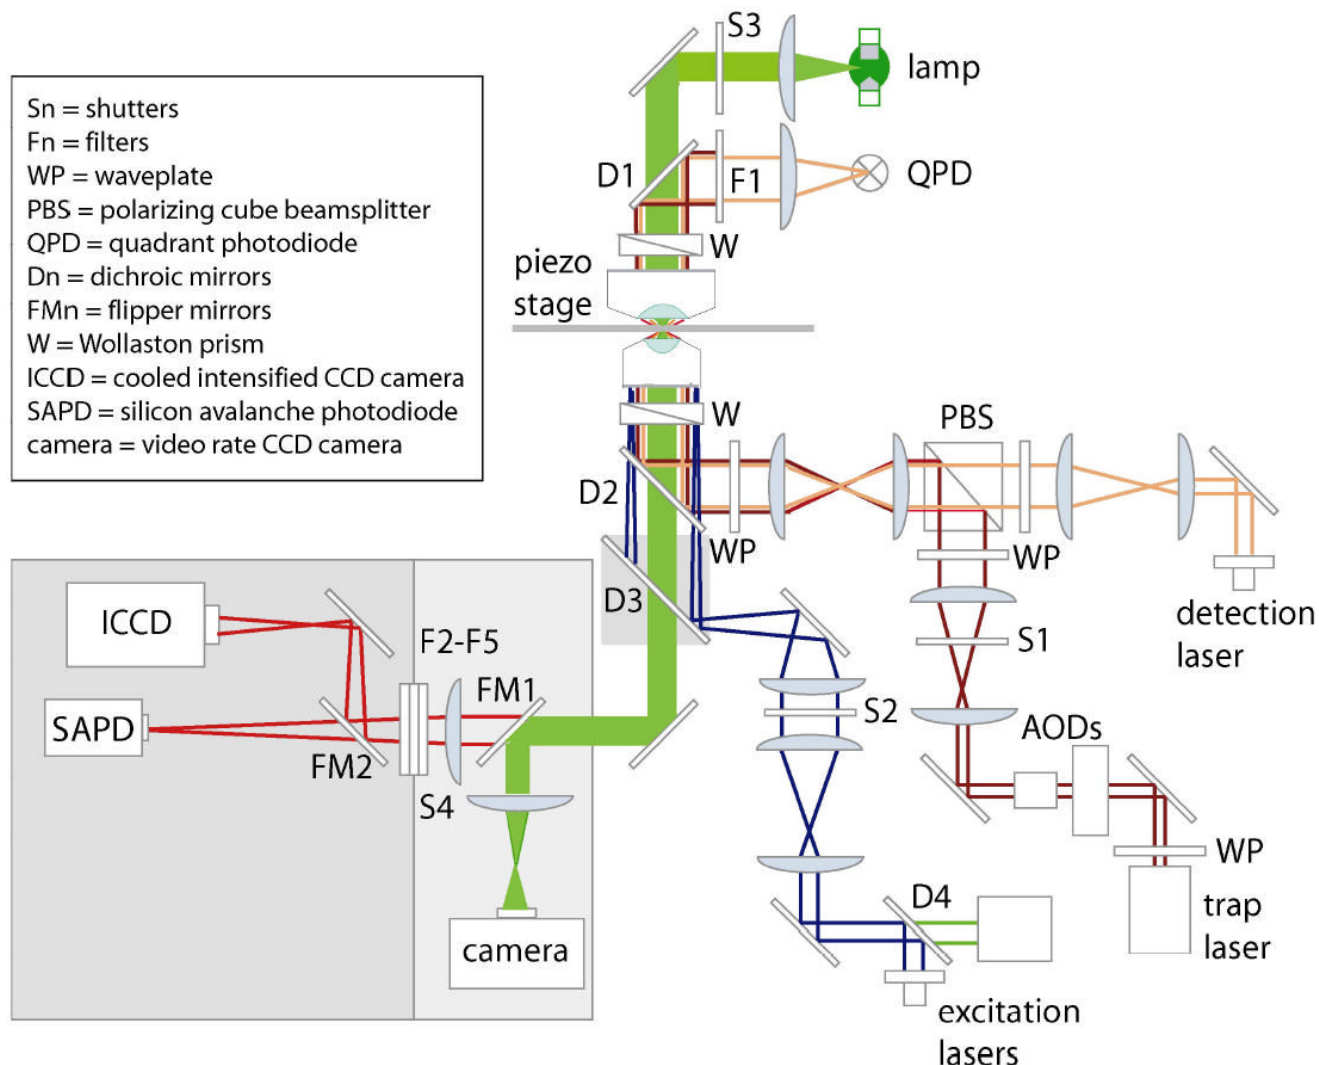 S3
lamp
Sn = shutters
Fn = filters
WP = waveplate
PBS = polarizing cube beamsplitter
QPD = quadrant photodiode
Dn = dichroic mirrors
FMn = flipper mirrors
W = Wollaston prism
ICCD = cooled intensified CCD camera
SAPD = silicon avalanche photodiode
camera = video rate CCD camera
D1
F1
QPD
W
piezo
stage
W
PBS
D2
WP
WP
detection
laser
D3
ICCD
F2-F5
S1
FM1
SAPD
S2
AODs
FM2
S4
WP
D4
trap
laser
camera
excitation
lasers